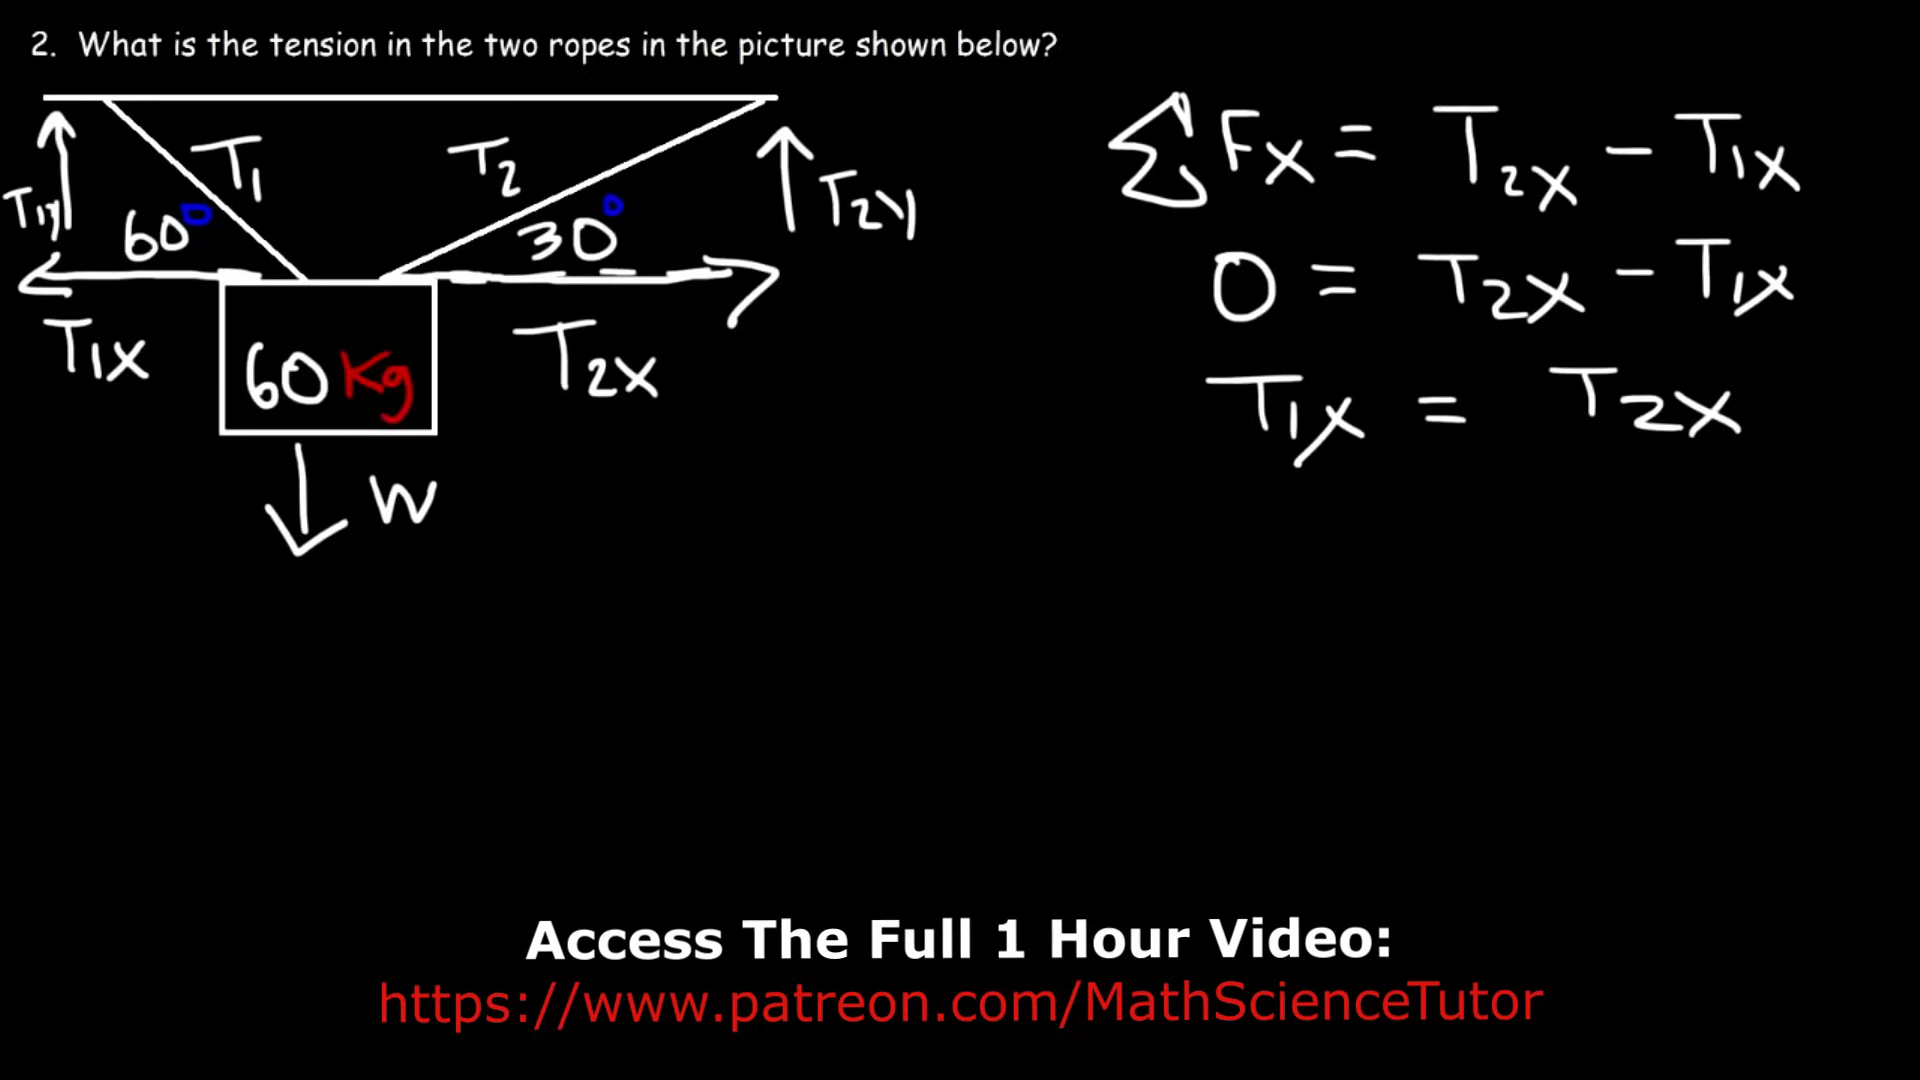 2. What is the tension in the two ropes in the picture shown below?
T1y
60°
T1
T2
30°
T2y
T1x
60 Kg
T2x
W
∑ Fx = T2x - T1x
0 = T2x - T1x
T1x = T2x
Access The Full 1 Hour Video:
https://www.patreon.com/MathScienceTutor